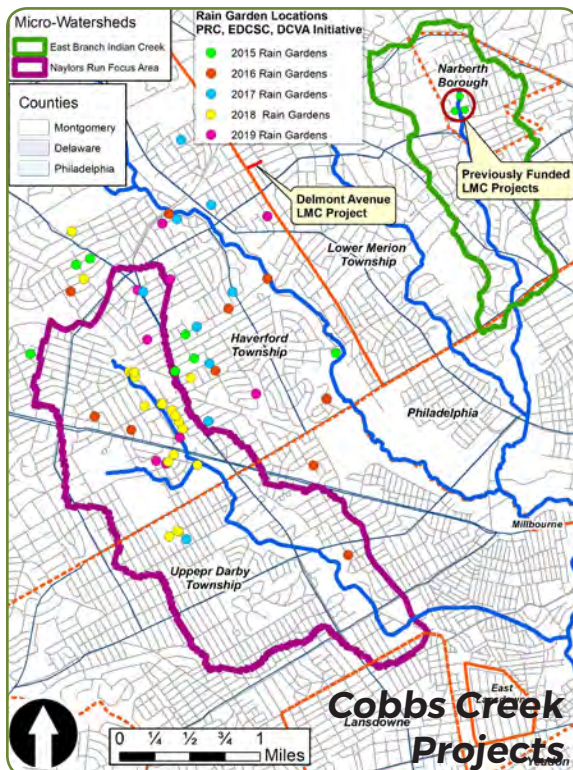 Micro-Watersheds
East Branch Indian Creek
Naylors Run Focus Area
Counties
Montgomery
Delaware
Philadelphia
Rain Garden Locations
PRC, EDCSC, DCVA Initiative
2015 Rain Gardens
2016 Rain Gardens
2017 Rain Gardens
2018 Rain Gardens
2019 Rain Gardens
Narberth
Borough
Previously Funded
LMC Projects
Delmont Avenue
LMC Project
Lower Merion
Township
Haverford
Township
Philadelphia
Millbourne
Uppepr Darby
Township
East
Lansdowne
Lansdowne
Yeadon
Cobbs Creek
Projects
0 ¼ ½ ¾ 1
Miles